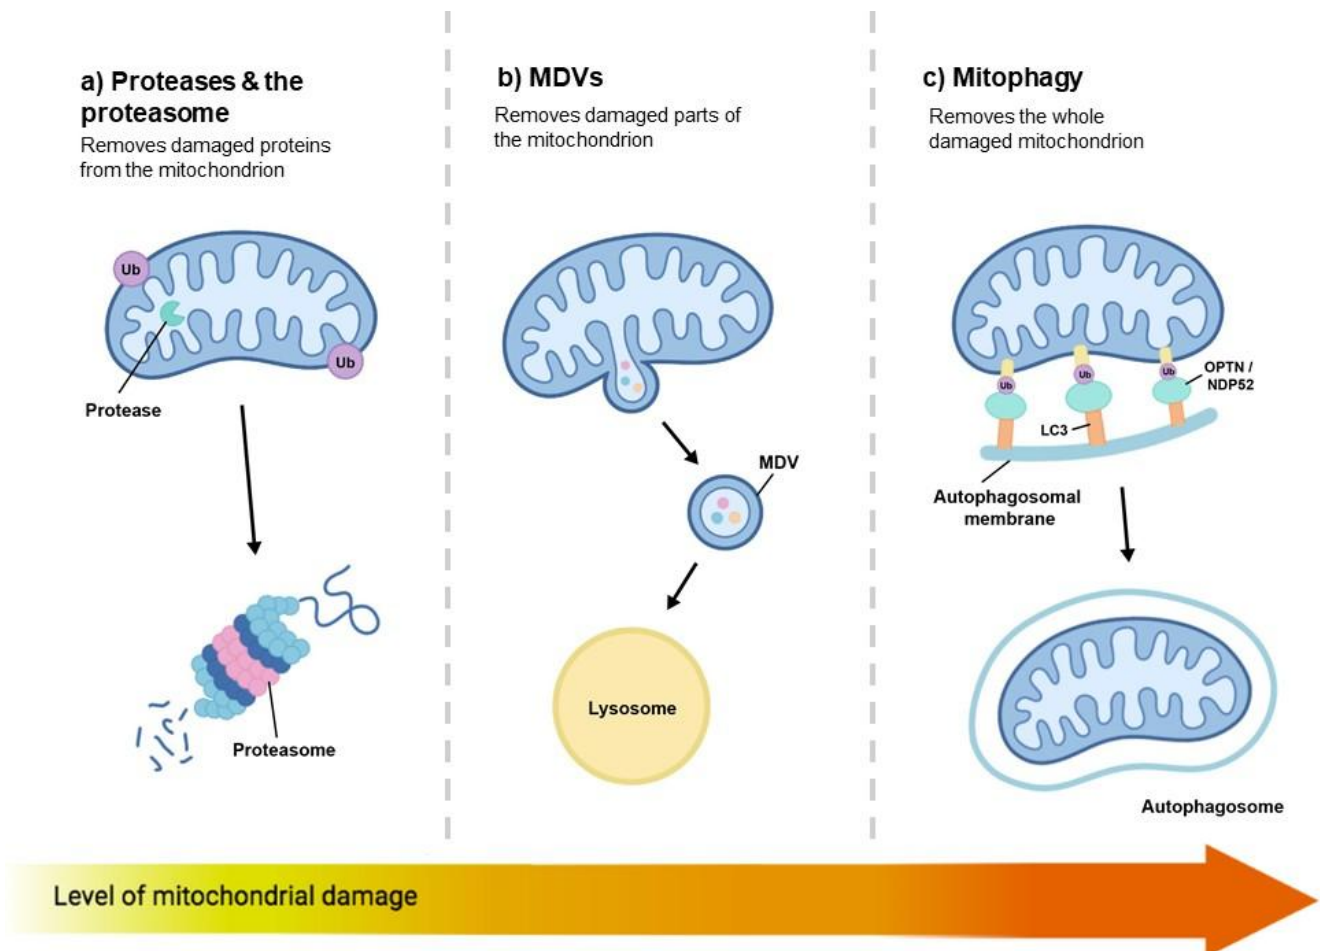 a) Proteases & the
proteasome
Removes damaged proteins
from the mitochondrion
Ub
Ub
Protease
Proteasome
b) MDVs
Removes damaged parts of
the mitochondrion
MDV
Lysosome
c) Mitophagy
Removes the whole
damaged mitochondrion
Ub
Ub
Ub
OPTN /
NDP52
LC3
Autophagosomal
membrane
Autophagosome
Level of mitochondrial damage